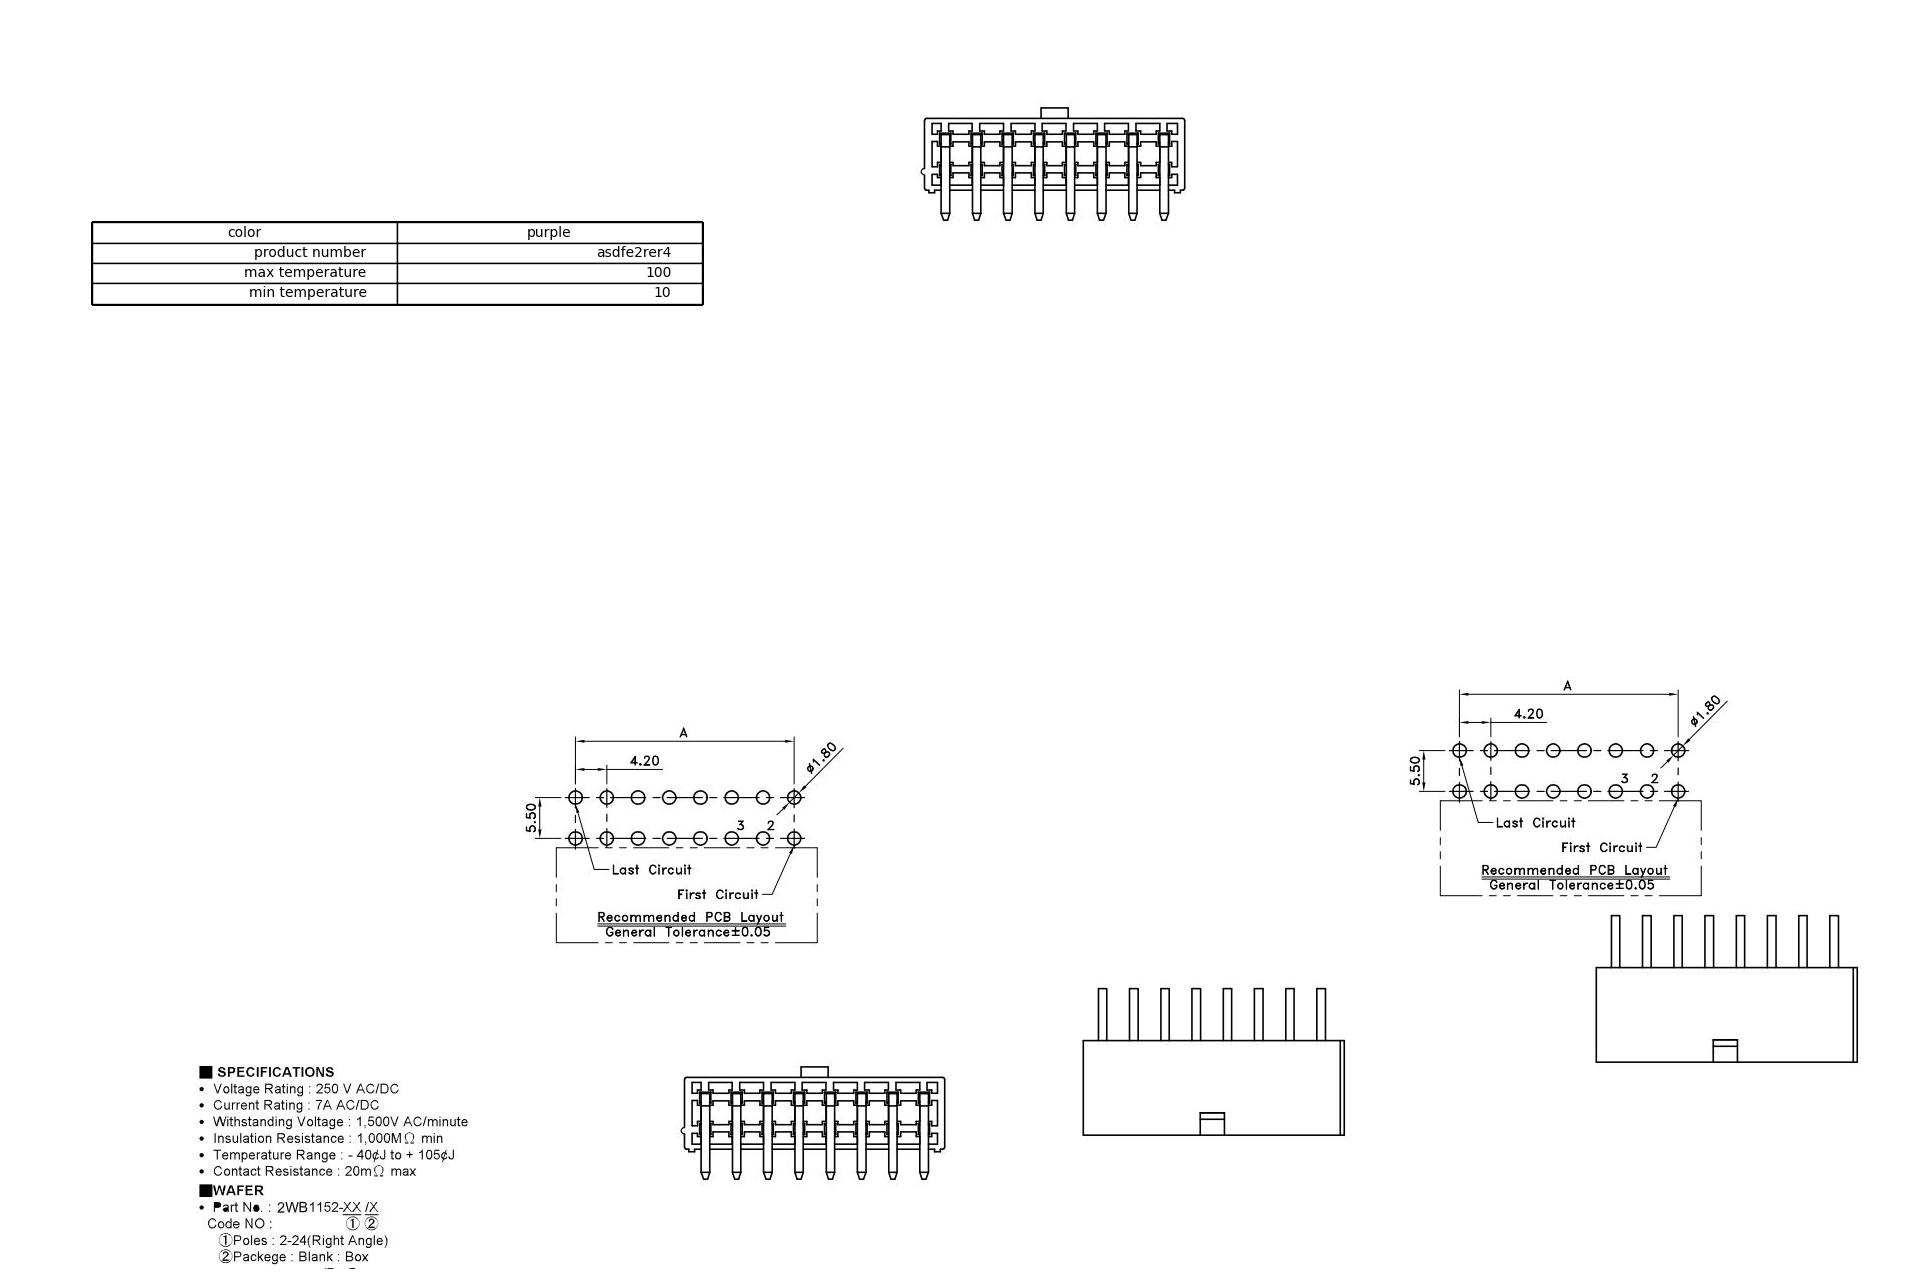 color purple
product number asdfe2rer4
max temperature 100
min temperature 10
A
4.20
ø1.80
5.50
3 2
Last Circuit
First Circuit
Recommended PCB Layout
General Tolerance±0.05
A
4.20
ø1.80
5.50
3 2
Last Circuit
First Circuit
Recommended PCB Layout
General Tolerance±0.05
■ SPECIFICATIONS
• Voltage Rating : 250 V AC/DC
• Current Rating : 7A AC/DC
• Withstanding Voltage : 1,500V AC/minute
• Insulation Resistance : 1,000MΩ min
• Temperature Range : - 40¢J to + 105¢J
• Contact Resistance : 20mΩ max
■WAFER
• Part No. : 2WB1152-XX /X
Code NO : ① ②
①Poles : 2-24(Right Angle)
②Packege : Blank : Box